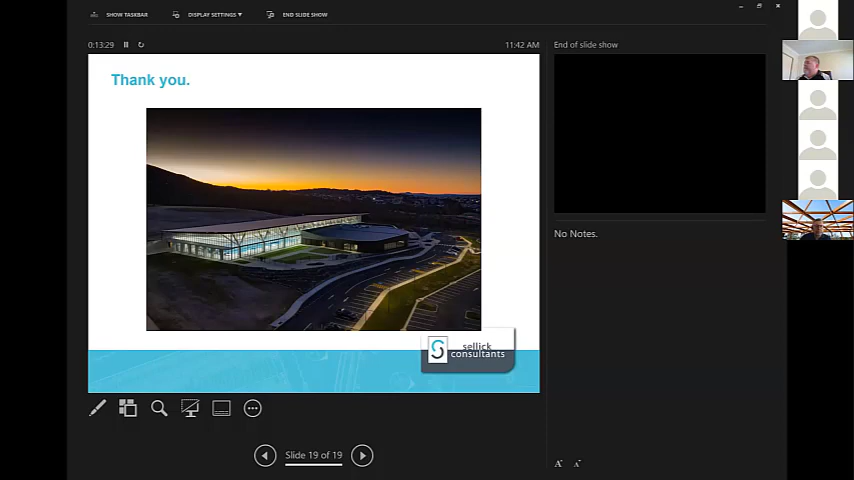 SHOW TASKBAR
DISPLAY SETTINGS ▾
END SLIDE SHOW
0:13:29
11:42 AM
End of slide show
Thank you.
sellick
consultants
No Notes.
Slide 19 of 19
A A